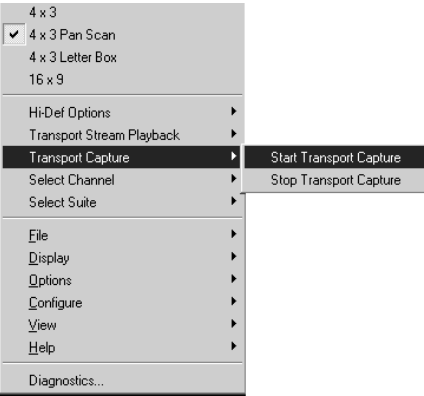 4 x 3
4 x 3 Pan Scan
4 x 3 Letter Box
16 x 9
Hi-Def Options
Transport Stream Playback
Transport Capture
Start Transport Capture
Select Channel
Stop Transport Capture
Select Suite
File
Display
Options
Configure
View
Help
Diagnostics...